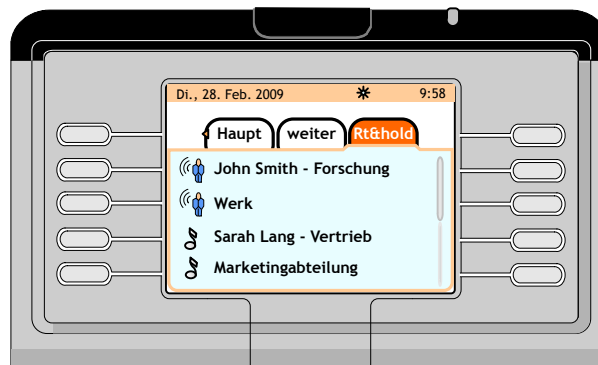 Di., 28. Feb. 2009 9:58
Haupt weiter Rt&hold
John Smith - Forschung
Werk
Sarah Lang - Vertrieb
Marketingabteilung